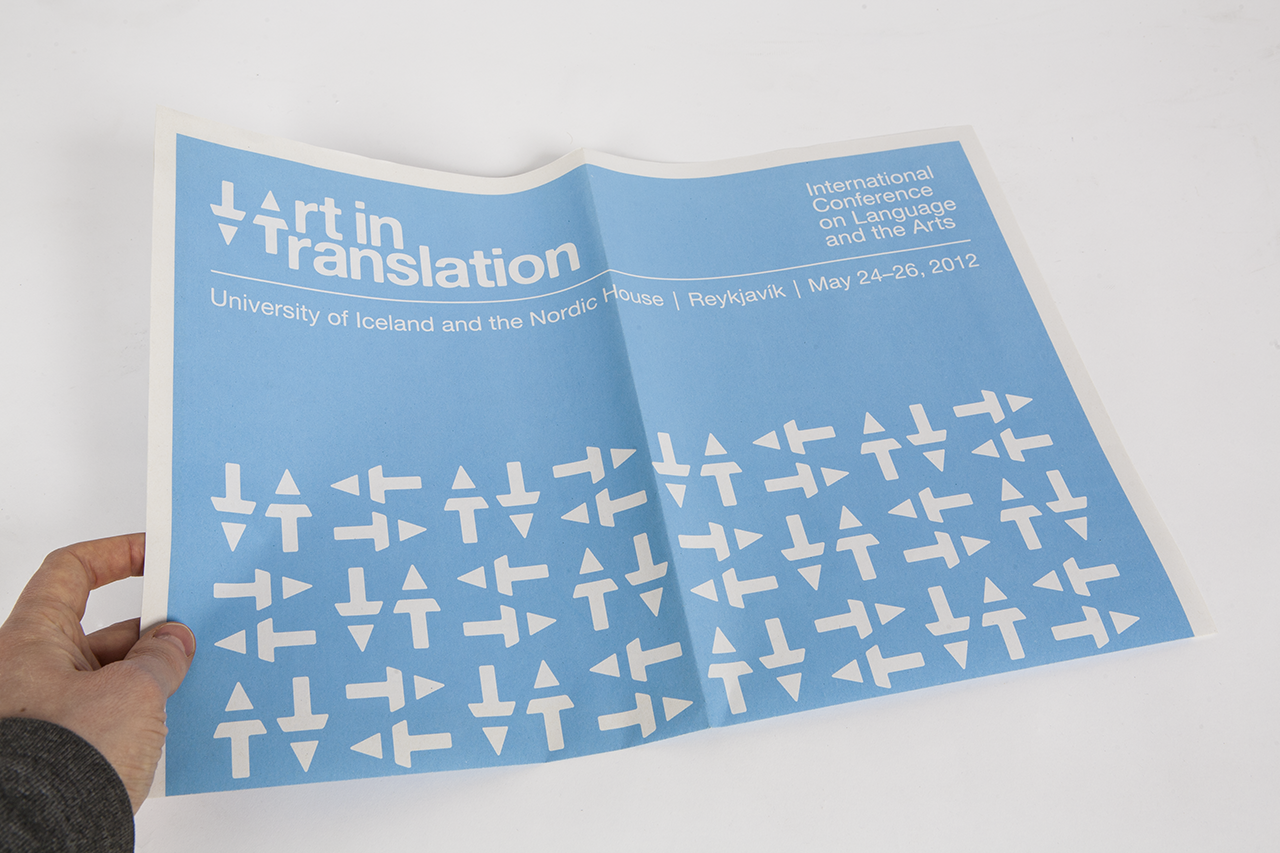 Art in
Translation
International
Conference
on Language
and the Arts
University of Iceland and the Nordic House | Reykjavík | May 24–26, 2012